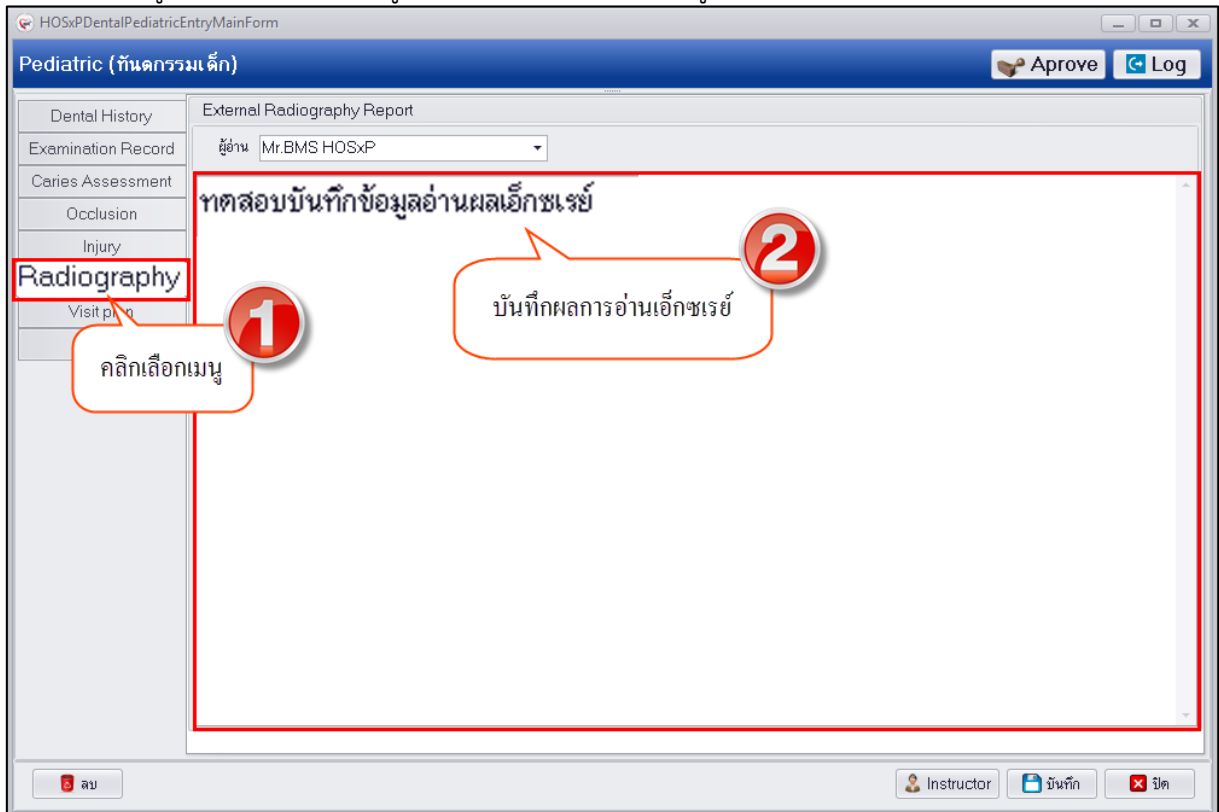 HOSxPDentalPediatricEntryMainForm
Pediatric (ทันตกรรมเด็ก)
Aprove
Log
Dental History
Examination Record
Caries Assessment
Occlusion
Injury
Radiography
External Radiography Report
ผู้อ่าน Mr.BMS HOSxP
ทดสอบบันทึกข้อมูลอ่านผลเอ็กซเรย์
2
บันทึกผลการอ่านเอ็กซเรย์
1
คลิกเลือกเมนู
ลบ
Instructor
บันทึก
ปิด